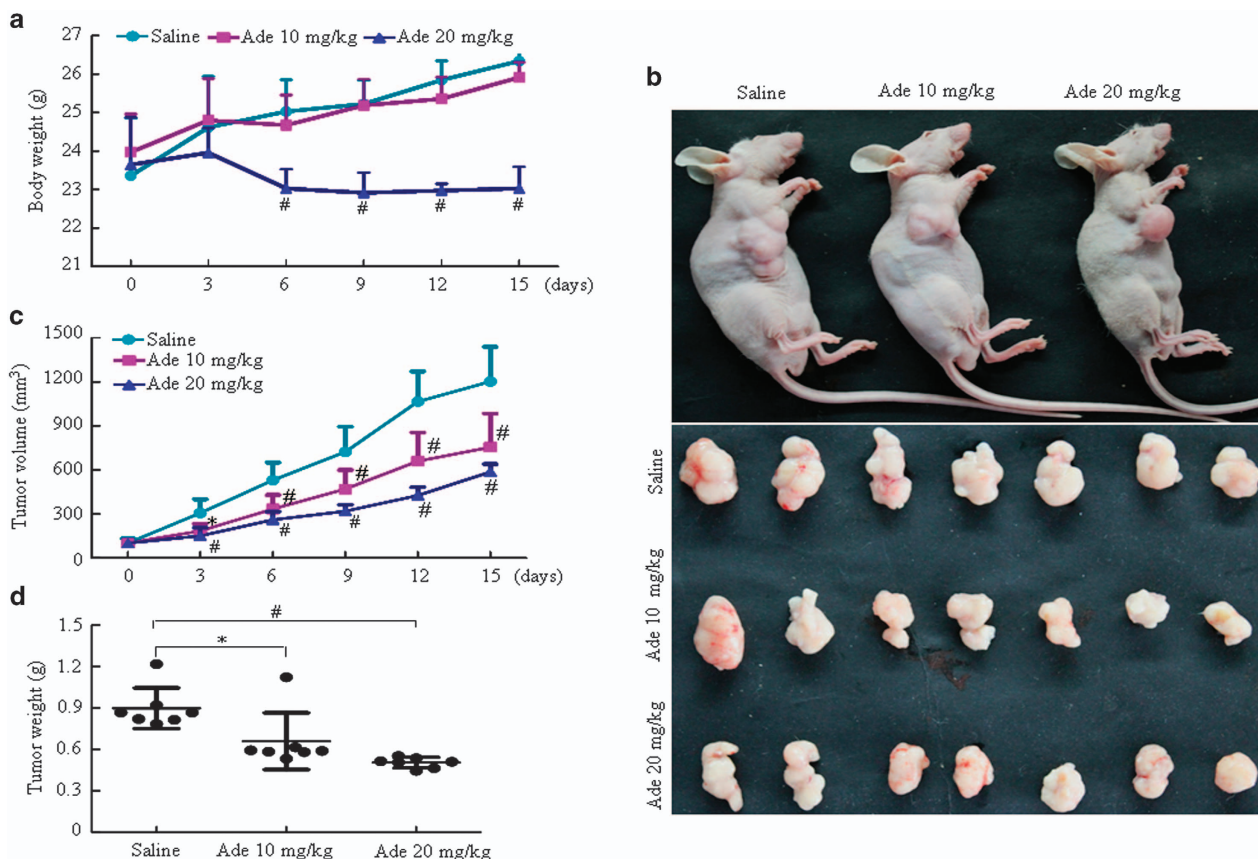 a
Saline Ade 10 mg/kg Ade 20 mg/kg
Body weight (g)
27
26
25
24
23
22
21
# # # #
0 3 6 9 12 15 (days)
b
Saline Ade 10 mg/kg Ade 20 mg/kg
Saline
Ade 10 mg/kg
Ade 20 mg/kg
c
Saline
Ade 10 mg/kg
Ade 20 mg/kg
Tumor volume (mm³)
1500
1200
900
600
300
0
* # # # #
# # # # #
0 3 6 9 12 15 (days)
d
Tumor weight (g)
1.5
1.2
0.9
0.6
0.3
0
#
*
Saline Ade 10 mg/kg Ade 20 mg/kg